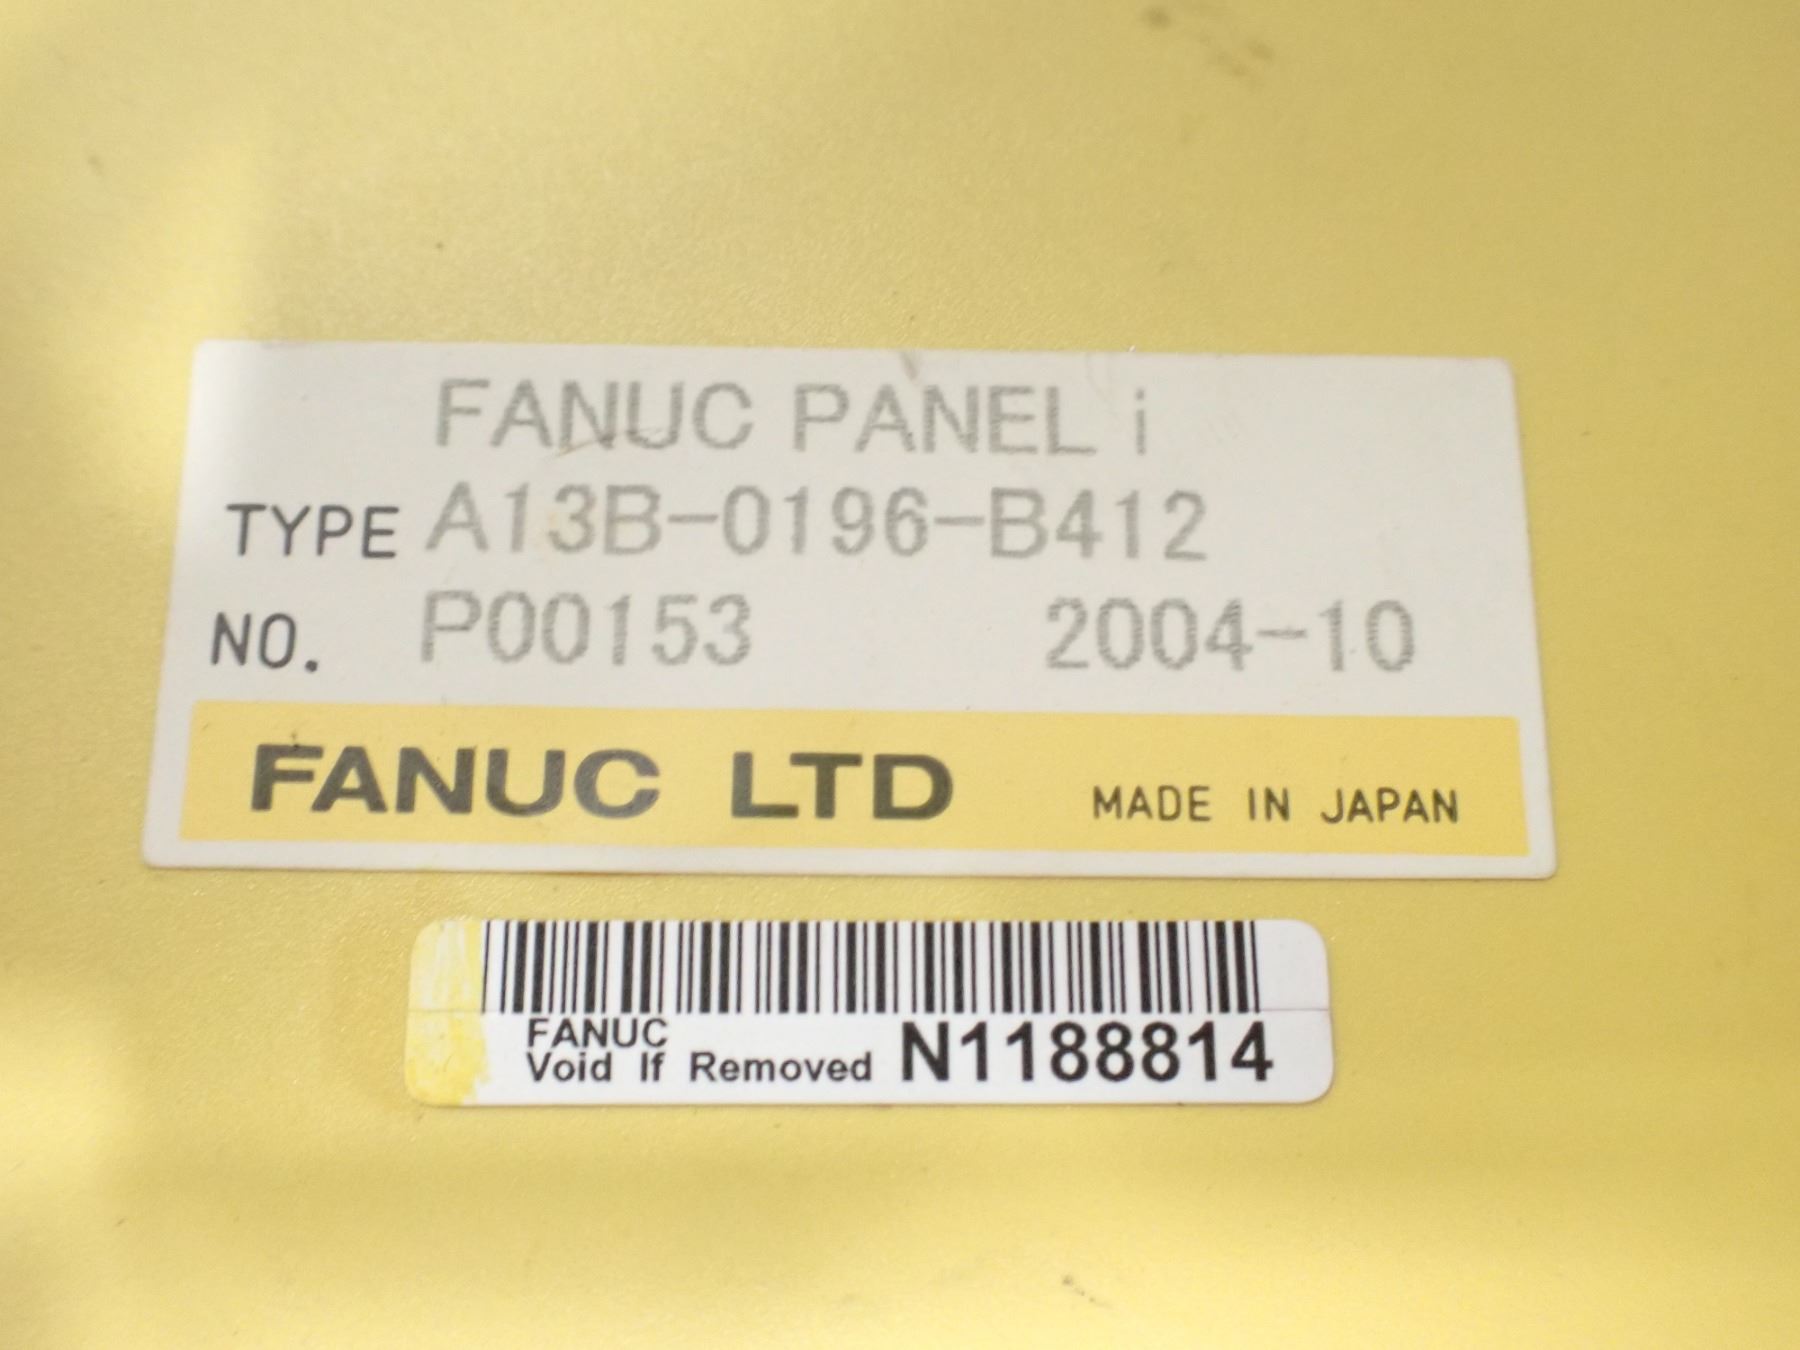 FANUC PANEL i
TYPE A13B-0196-B412
NO. P00153 2004-10
FANUC LTD MADE IN JAPAN
FANUC
Void If Removed N1188814